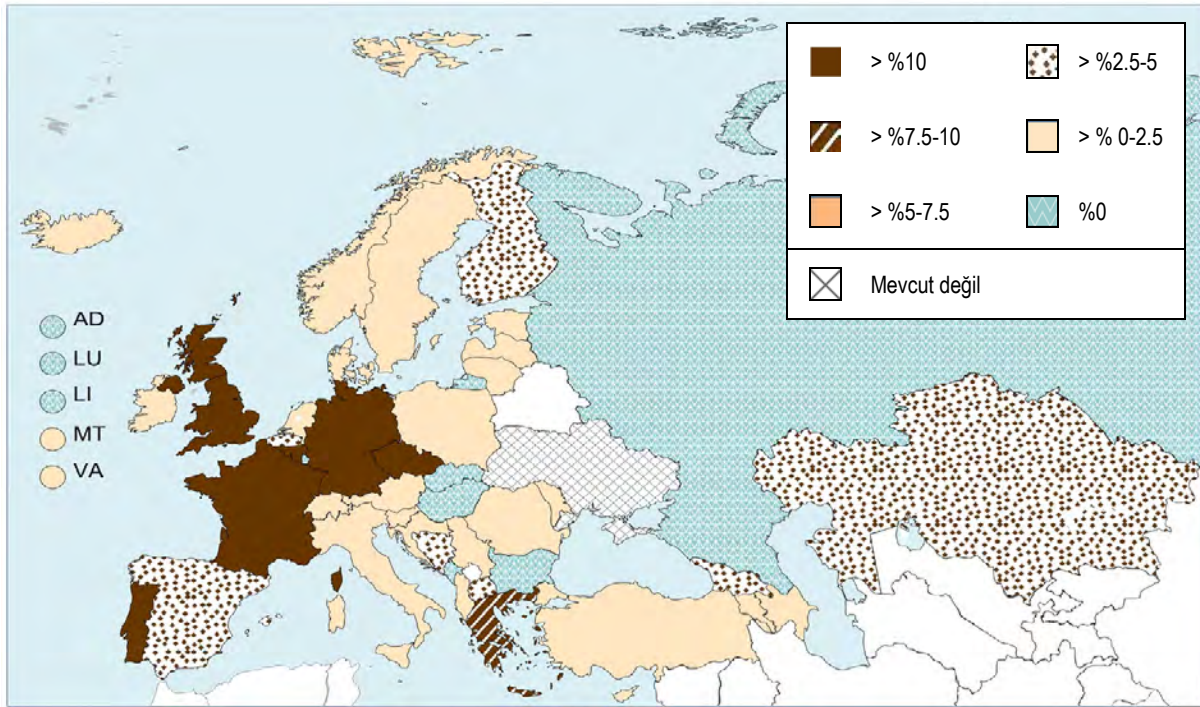 > %10
> %2.5-5
> %7.5-10
> % 0-2.5
> %5-7.5
%0
Mevcut değil
AD
LU
LI
MT
VA